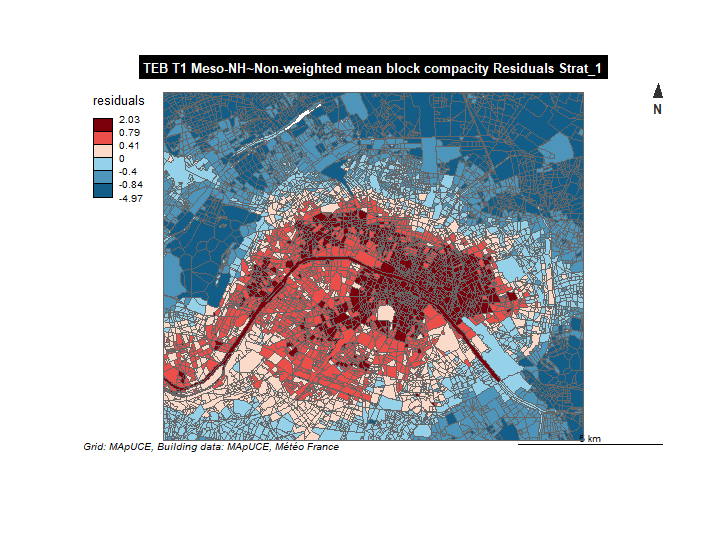 TEB T1 Meso-NH~Non-weighted mean block compacity Residuals Strat_1
N
residuals
2.03
0.79
0.41
0
-0.4
-0.84
-4.97
5 km
Grid: MApUCE, Building data: MApUCE, Météo France